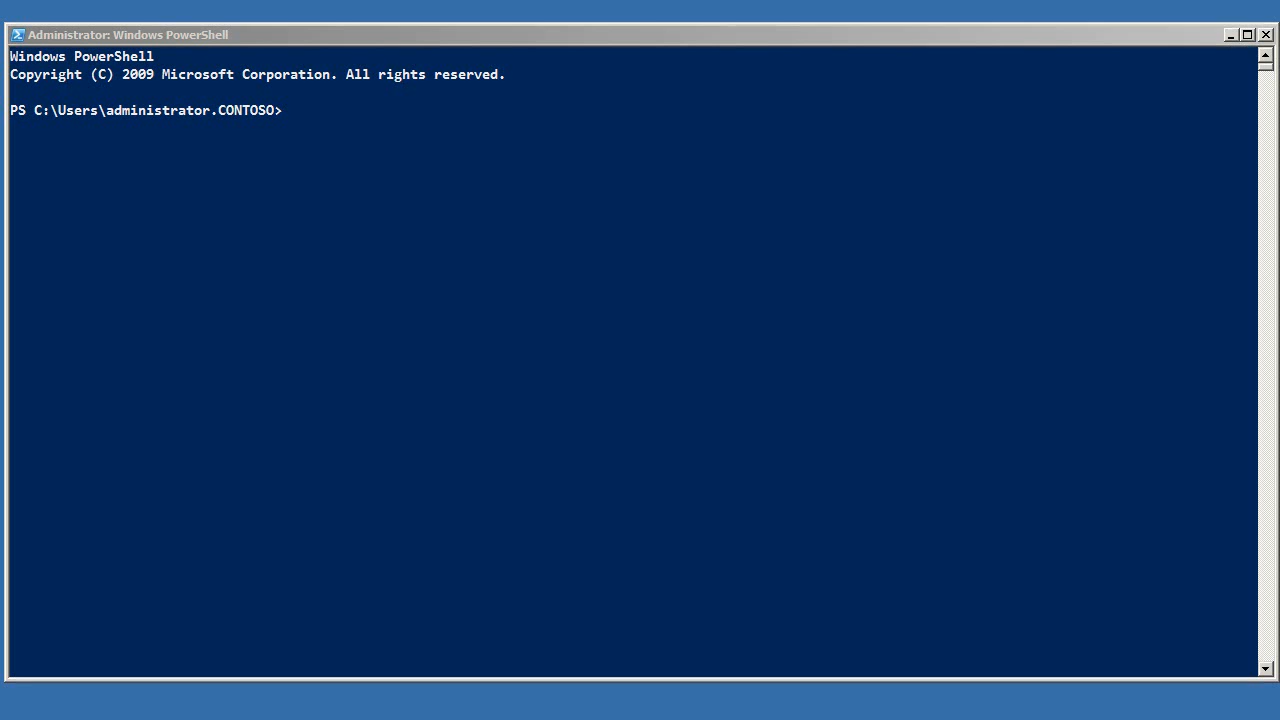 Administrator: Windows PowerShell
Windows PowerShell
Copyright (C) 2009 Microsoft Corporation. All rights reserved.
PS C:\Users\administrator.CONTOSO>